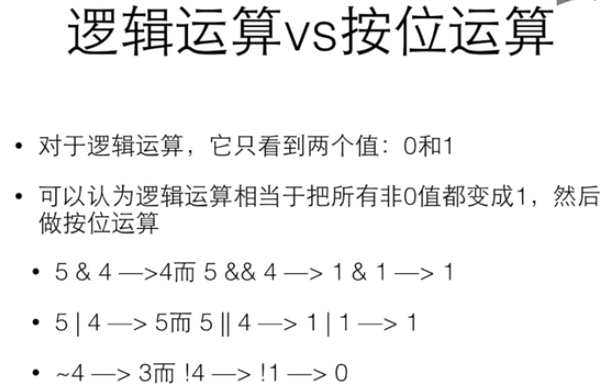 逻辑运算vs按位运算
• 对于逻辑运算，它只看到两个值：0和1
• 可以认为逻辑运算相当于把所有非0值都变成1，然后
做按位运算
• 5 & 4 —>4而 5 && 4 —> 1 & 1 —> 1
• 5 | 4 —> 5而 5 || 4 —> 1 | 1 —> 1
• ~4 —> 3而 !4 —> !1 —> 0